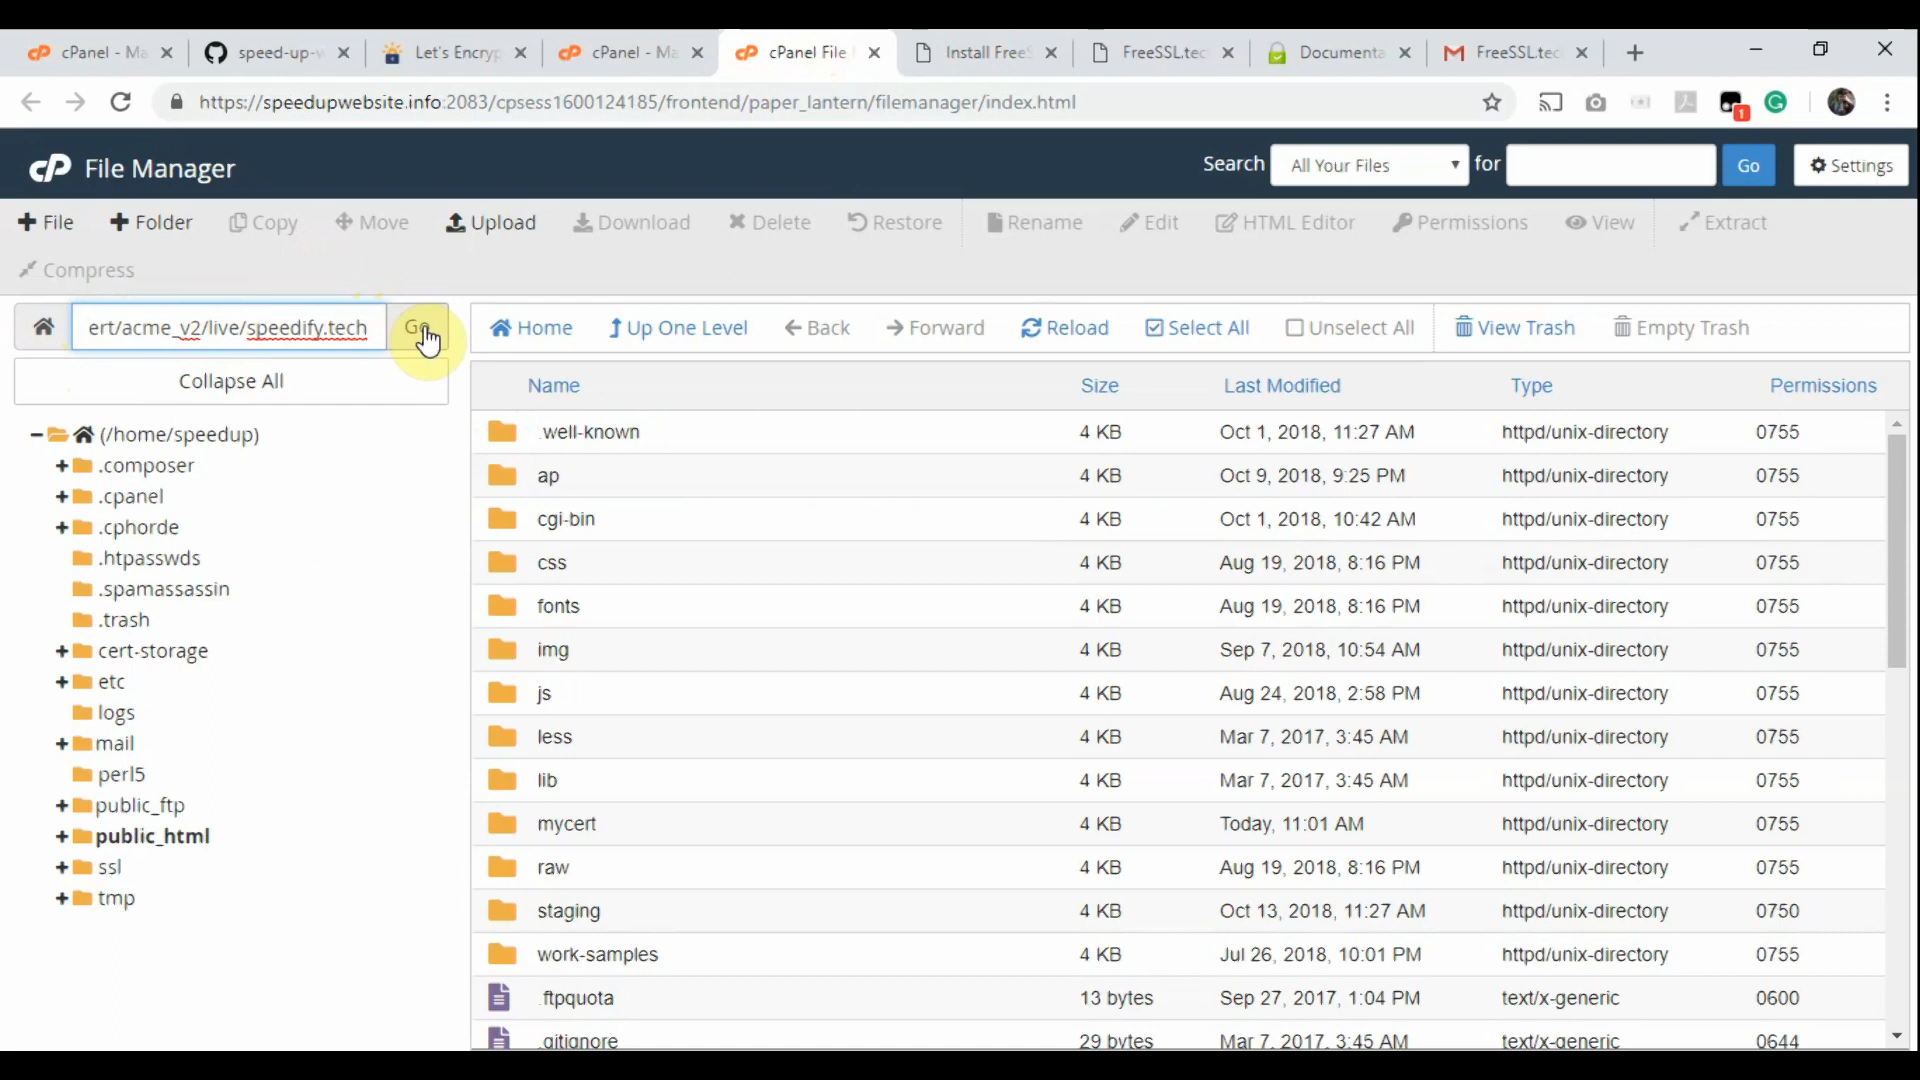 cPanel - Ma
speed-up-w
Let's Encryp
cPanel - Ma
cPanel File
Install FreeS
FreeSSL.tec
Documenta
FreeSSL.tec
https://speedupwebsite.info:2083/cpsess1600124185/frontend/paper_lantern/filemanager/index.html
1
cP File Manager
Search All Your Files for Go Settings
File Folder Copy Move Upload Download Delete Restore Rename Edit HTML Editor Permissions View Extract
Compress
ert/acme_v2/live/speedify.tech Go
Home Up One Level Back Forward Reload Select All Unselect All View Trash Empty Trash
Collapse All
(/home/speedup)
.composer
.cpanel
.cphorde
.htpasswds
.spamassassin
.trash
cert-storage
etc
logs
mail
perl5
public_ftp
public_html
ssl
tmp
Name Size Last Modified Type Permissions
.well-known 4 KB Oct 1, 2018, 11:27 AM httpd/unix-directory 0755
ap 4 KB Oct 9, 2018, 9:25 PM httpd/unix-directory 0755
cgi-bin 4 KB Oct 1, 2018, 10:42 AM httpd/unix-directory 0755
css 4 KB Aug 19, 2018, 8:16 PM httpd/unix-directory 0755
fonts 4 KB Aug 19, 2018, 8:16 PM httpd/unix-directory 0755
img 4 KB Sep 7, 2018, 10:54 AM httpd/unix-directory 0755
js 4 KB Aug 24, 2018, 2:58 PM httpd/unix-directory 0755
less 4 KB Mar 7, 2017, 3:45 AM httpd/unix-directory 0755
lib 4 KB Mar 7, 2017, 3:45 AM httpd/unix-directory 0755
mycert 4 KB Today, 11:01 AM httpd/unix-directory 0755
raw 4 KB Aug 19, 2018, 8:16 PM httpd/unix-directory 0755
staging 4 KB Oct 13, 2018, 11:27 AM httpd/unix-directory 0750
work-samples 4 KB Jul 26, 2018, 10:01 PM httpd/unix-directory 0755
.ftpquota 13 bytes Sep 27, 2017, 1:04 PM text/x-generic 0600
.gitignore 29 bytes Mar 7, 2017, 3:45 AM text/x-generic 0644